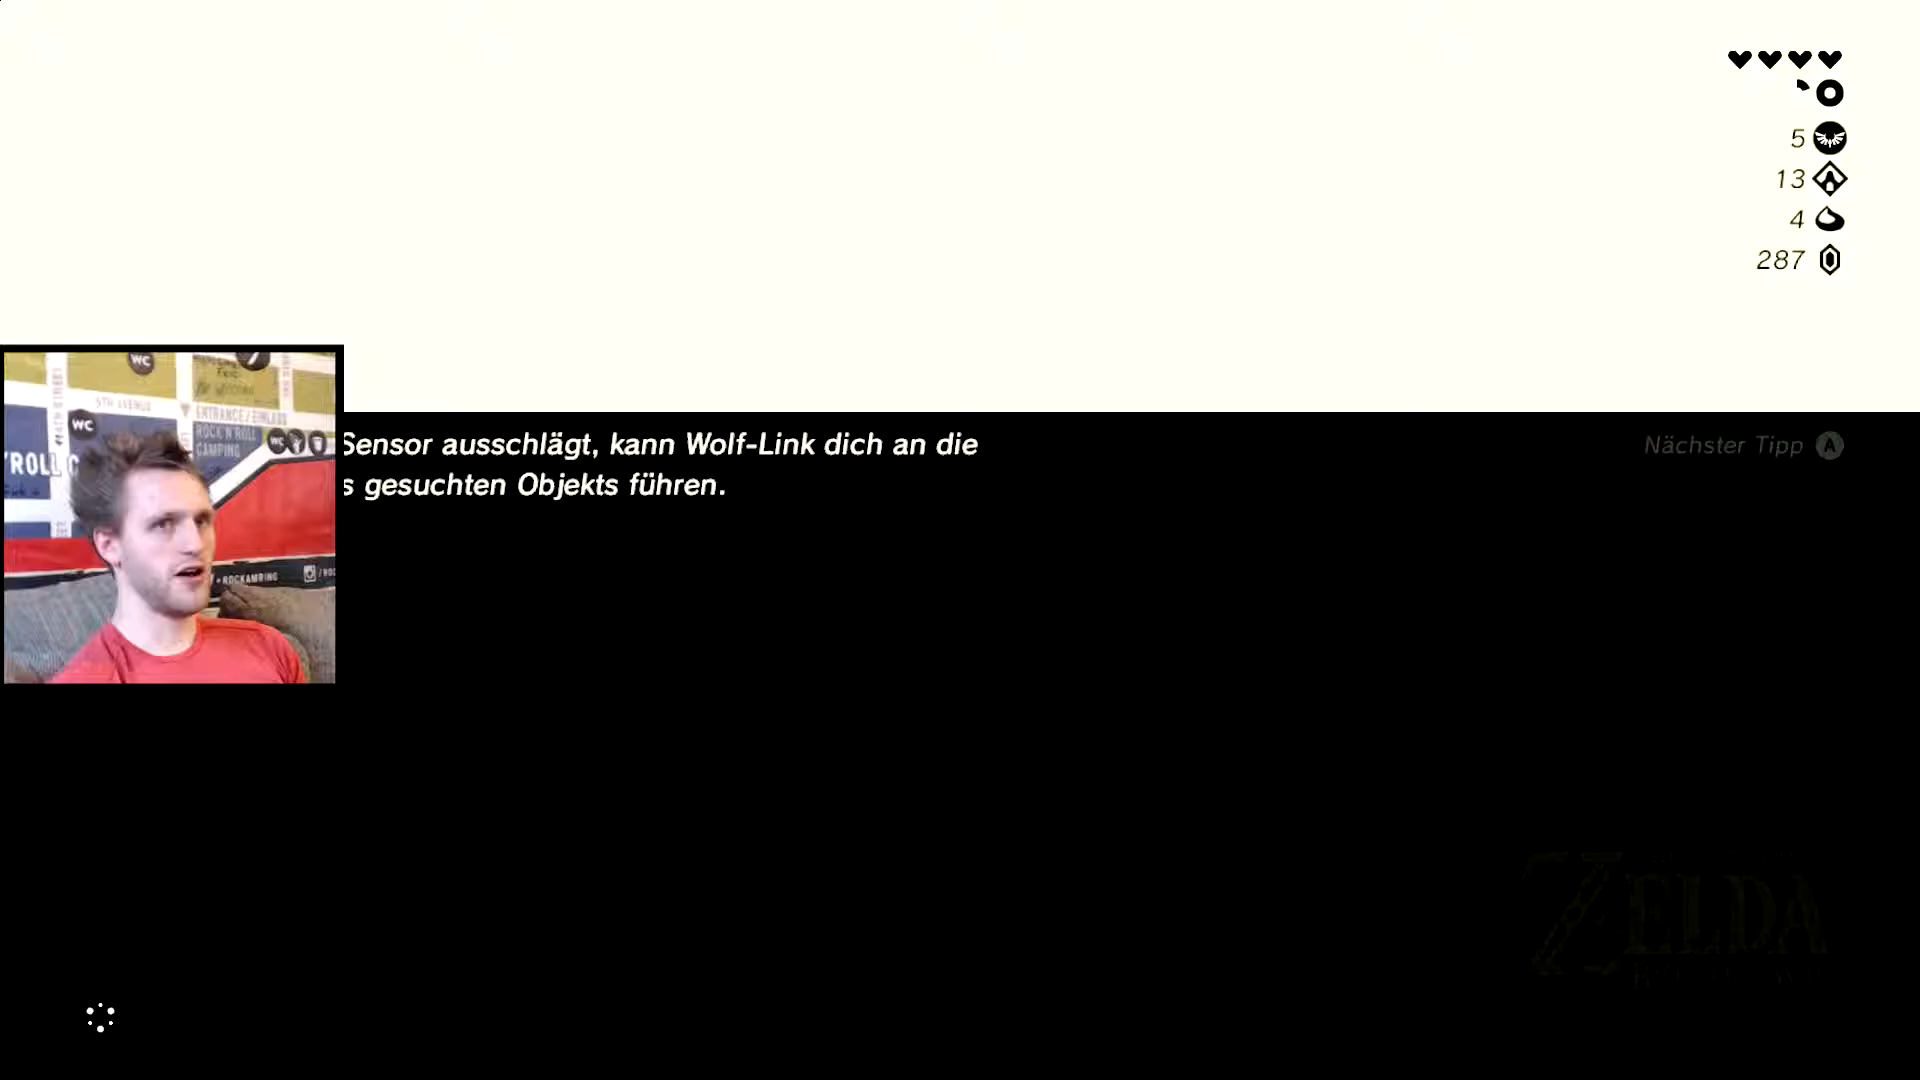 5
13
4
287
Sensor ausschlägt, kann Wolf-Link dich an die
s gesuchten Objekts führen.
Nächster Tipp A
WC
5TH AVENUE
WC
ENTRANCE/EINLASS
ROCK'N'ROLL
CAMPING
WC
'ROLL C
ROCKAMRING
ZELDA